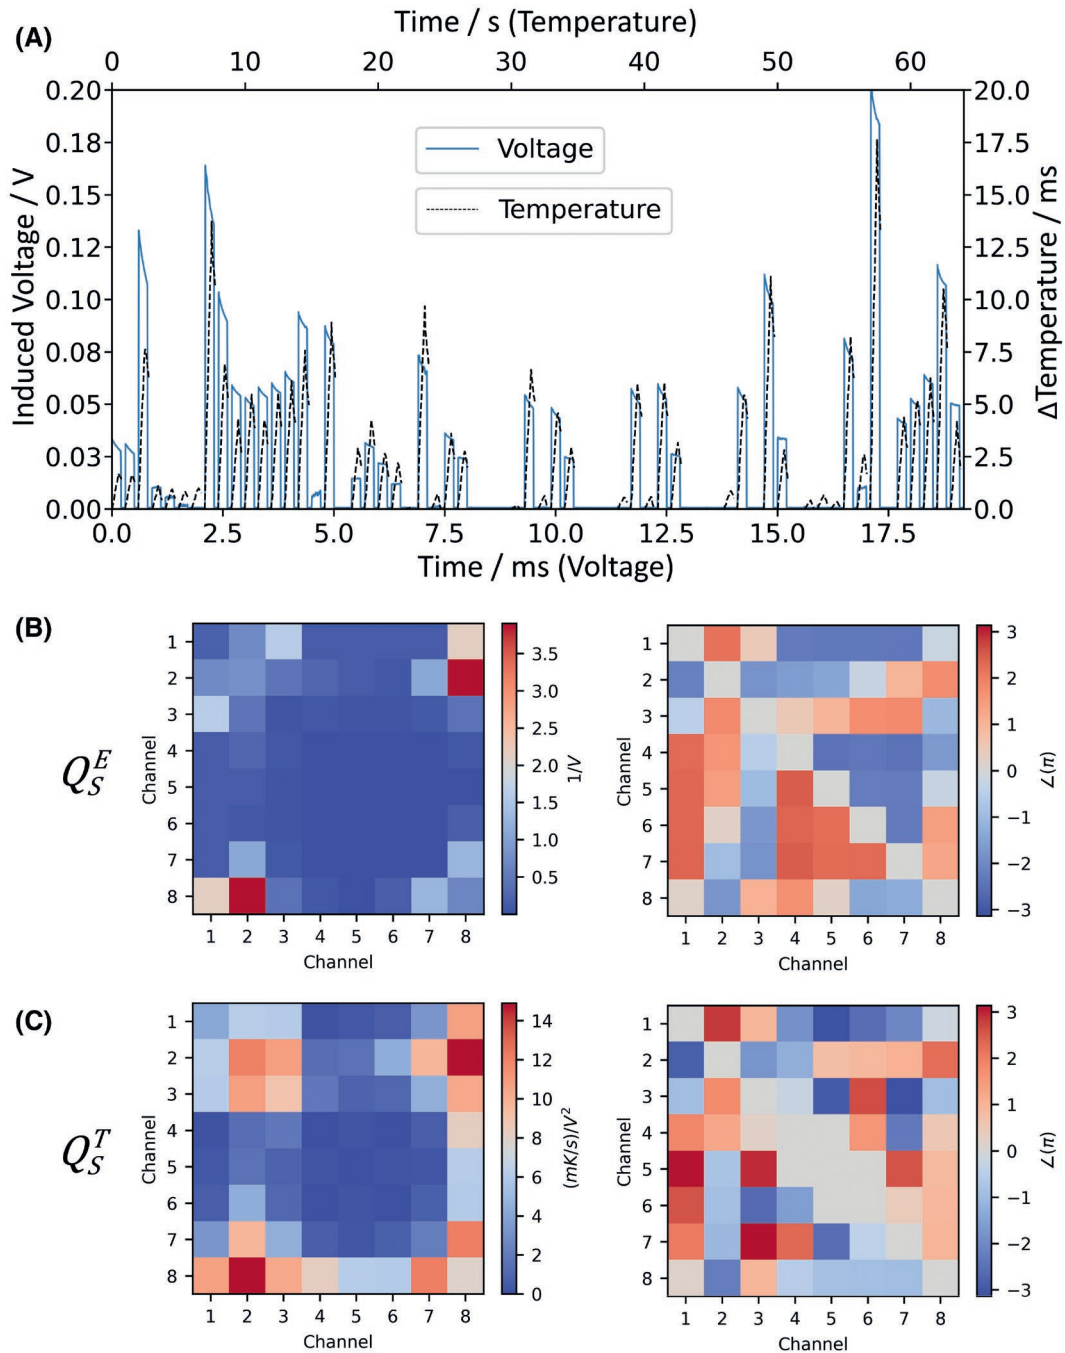 (A)
Time / s (Temperature)
0 10 20 30 40 50 60
0.20 20.0
0.18 17.5
0.15 15.0
0.12 12.5
0.10 10.0
0.08 7.5
0.05 5.0
0.03 2.5
0.00 0.0
Induced Voltage / V
ΔTemperature / ms
Voltage
Temperature
0.0 2.5 5.0 7.5 10.0 12.5 15.0 17.5
Time / ms (Voltage)
(B)
Q_S^E
Channel
1
2
3
4
5
6
7
8
1 2 3 4 5 6 7 8
Channel
3.5
3.0
2.5
2.0
1.5
1.0
0.5
1/V
Channel
1
2
3
4
5
6
7
8
1 2 3 4 5 6 7 8
Channel
3
2
1
0
−1
−2
−3
∠(π)
(C)
Q_S^T
Channel
1
2
3
4
5
6
7
8
1 2 3 4 5 6 7 8
Channel
14
12
10
8
6
4
2
0
(mK/s)/V²
Channel
1
2
3
4
5
6
7
8
1 2 3 4 5 6 7 8
Channel
3
2
1
0
−1
−2
−3
∠(π)